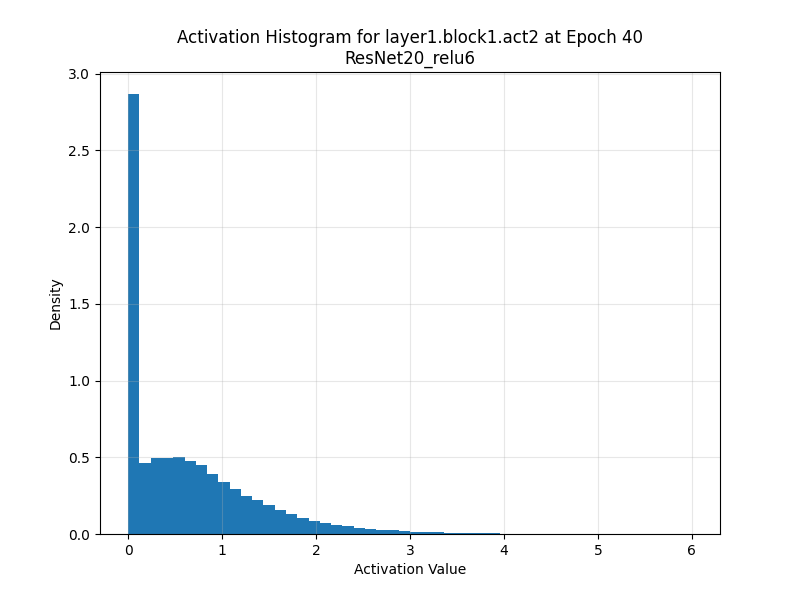 Activation Histogram for layer1.block1.act2 at Epoch 40
ResNet20_relu6
3.0
2.5
2.0
1.5
1.0
0.5
0.0
Density
0 1 2 3 4 5 6
Activation Value